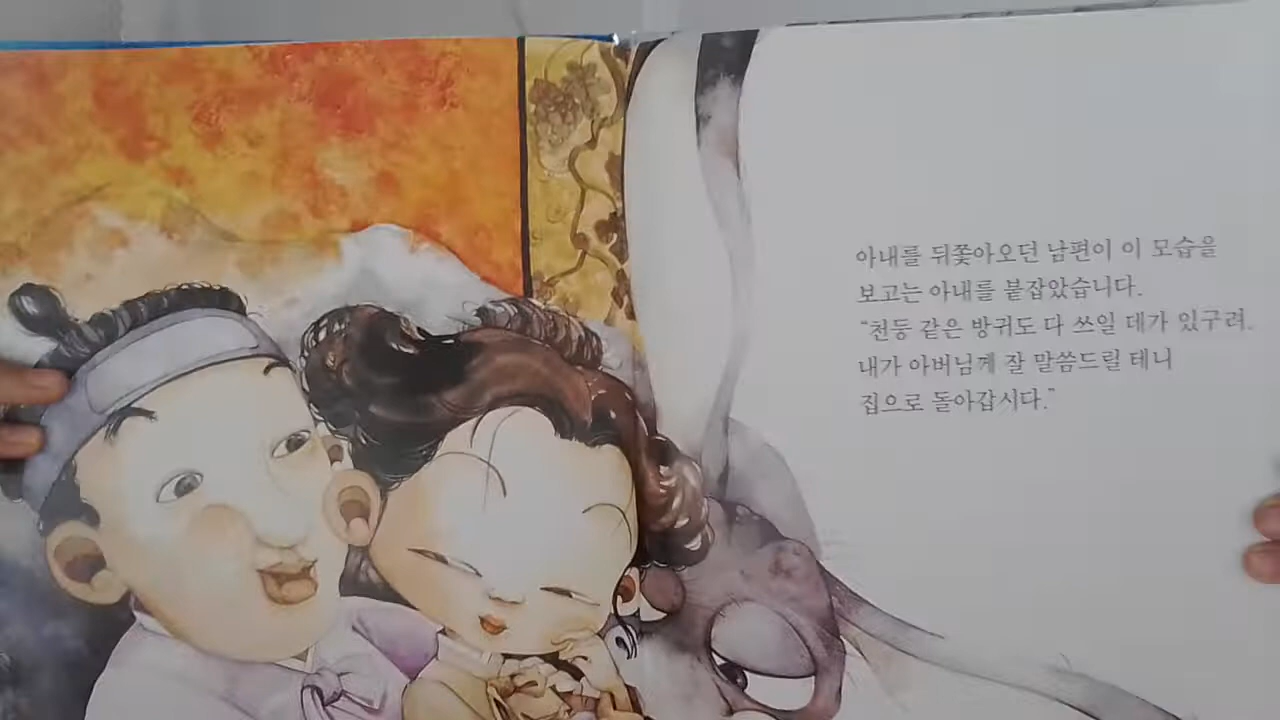 아내를 뒤쫓아오던 남편이 이 모습을
보고는 아내를 붙잡았습니다.
“천둥 같은 방귀도 다 쓰일 데가 있구려.
내가 아버님께 잘 말씀드릴 테니
집으로 돌아갑시다.”